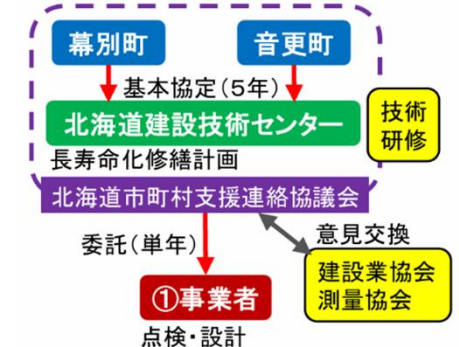 幕別町
音更町
基本協定(5年)
北海道建設技術センター
技術
研修
長寿命化修繕計画
北海道市町村支援連絡協議会
委託(単年)
意見交換
①事業者
建設業協会
測量協会
点検・設計